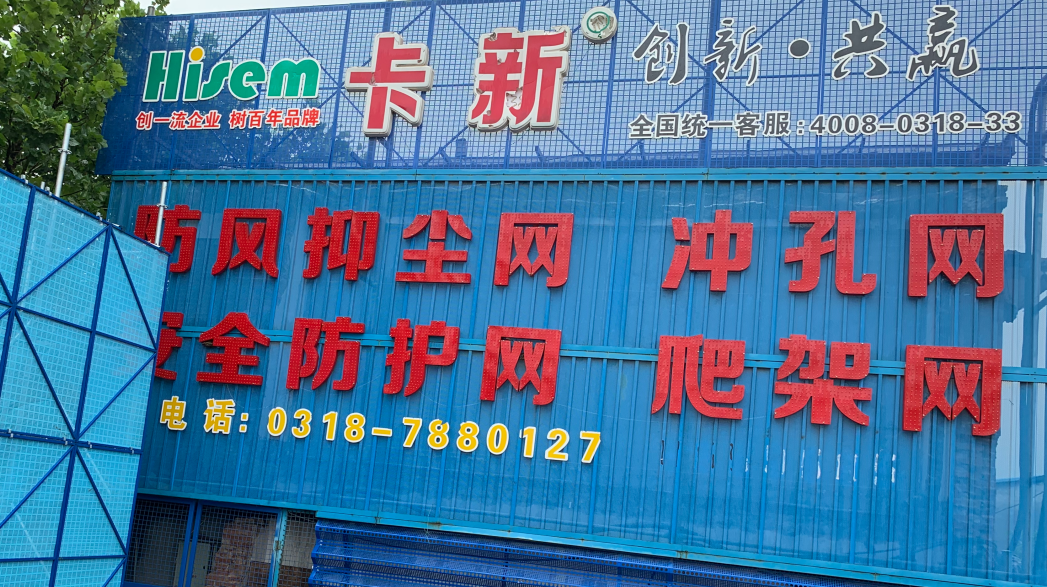 Hisem 卡新® 创新·共赢
创一流企业 树百年品牌
全国统一客服:4008-0318-33
防风抑尘网 冲孔网
安全防护网 爬架网
电 话: 0318-7880127